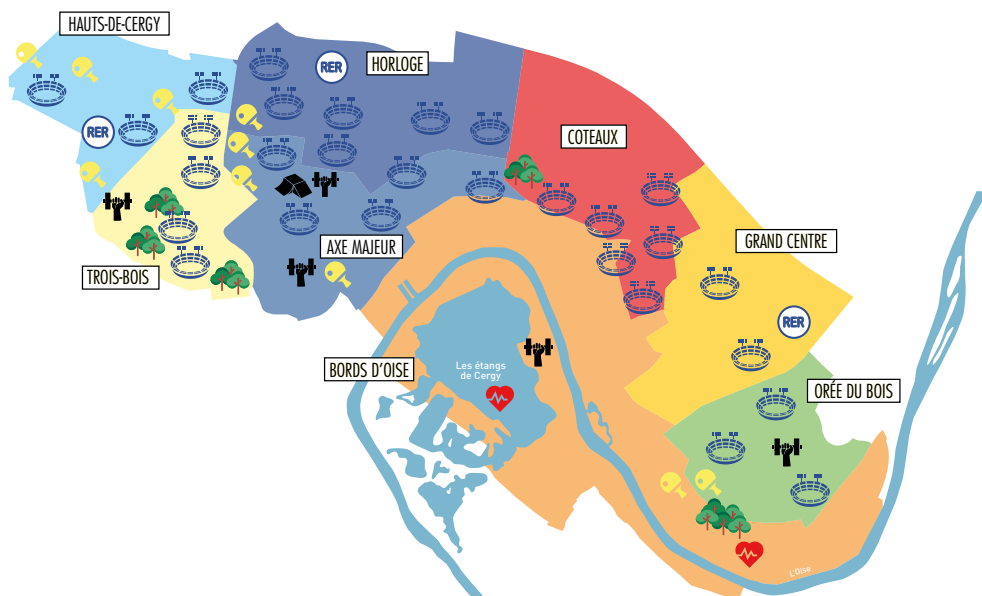 HAUTS-DE-CERGY
RER
HORLOGE
RER
COTEAUX
GRAND CENTRE
AXE MAJEUR
TROIS-BOIS
RER
BORDS D'OISE
Les étangs
de Cergy
ORÉE DU BOIS
L'Oise